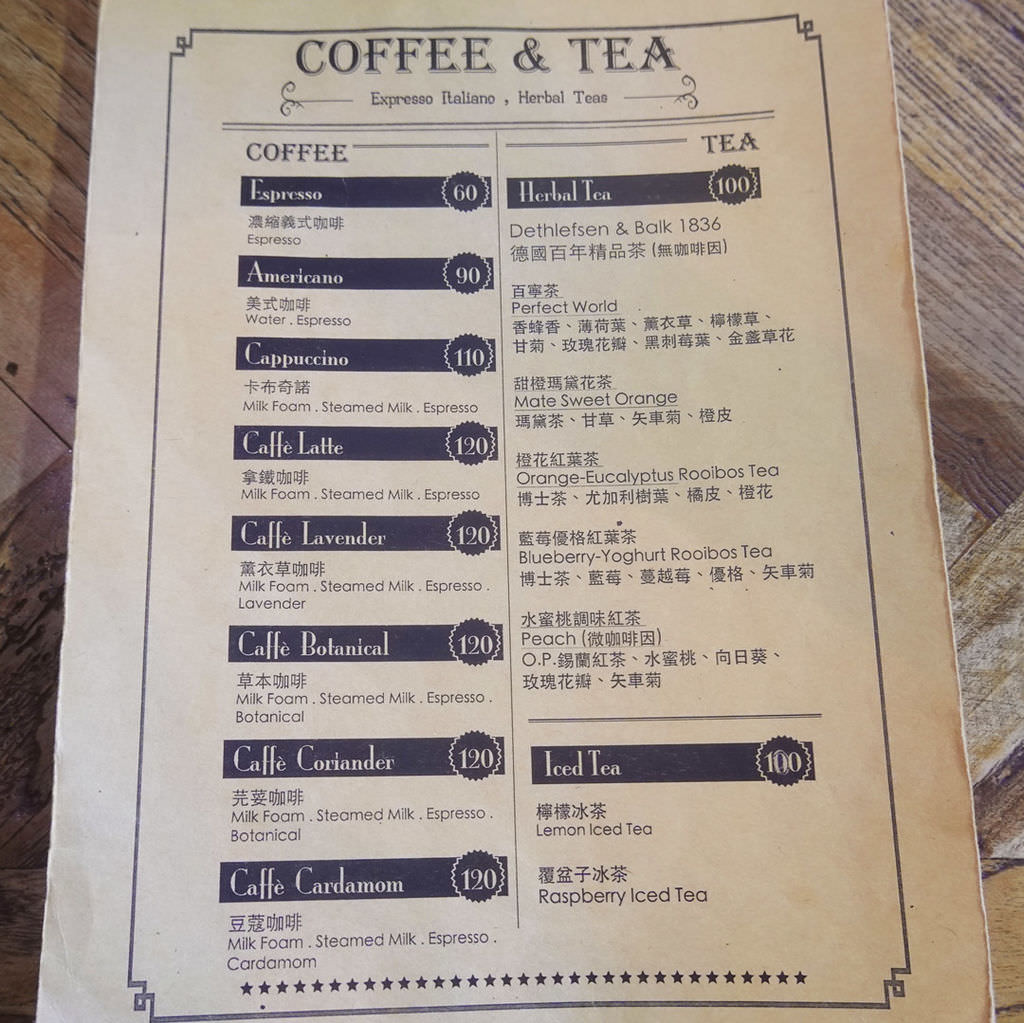 COFFEE & TEA
Expresso Italiano , Herbal Teas
COFFEE
Espresso 60
濃縮義式咖啡
Espresso
Americano 90
美式咖啡
Water . Espresso
Cappuccino 110
卡布奇諾
Milk Foam . Steamed Milk . Espresso
Caffè Latte 120
拿鐵咖啡
Milk Foam . Steamed Milk . Espresso
Caffè Lavender 120
薰衣草咖啡
Milk Foam . Steamed Milk . Espresso .
Lavender
Caffè Botanical 120
草本咖啡
Milk Foam . Steamed Milk . Espresso .
Botanical
Caffè Coriander 120
芫荽咖啡
Milk Foam . Steamed Milk . Espresso .
Botanical
Caffè Cardamom 120
豆蔻咖啡
Milk Foam . Steamed Milk . Espresso .
Cardamom
TEA
Herbal Tea 100
Dethlefsen & Balk 1836
德國百年精品茶 (無咖啡因)
百寧茶
Perfect World
香蜂香、薄荷葉、薰衣草、檸檬草、
甘菊、玫瑰花瓣、黑刺莓葉、金盞草花
甜橙瑪黛花茶
Mate Sweet Orange
瑪黛茶、甘草、矢車菊、橙皮
橙花紅葉茶
Orange-Eucalyptus Rooibos Tea
博士茶、尤加利樹葉、橘皮、橙花
藍莓優格紅葉茶
Blueberry-Yoghurt Rooibos Tea
博士茶、藍莓、蔓越莓、優格、矢車菊
水蜜桃調味紅茶
Peach (微咖啡因)
O.P.錫蘭紅茶、水蜜桃、向日葵、
玫瑰花瓣、矢車菊
Iced Tea 100
檸檬冰茶
Lemon Iced Tea
覆盆子冰茶
Raspberry Iced Tea